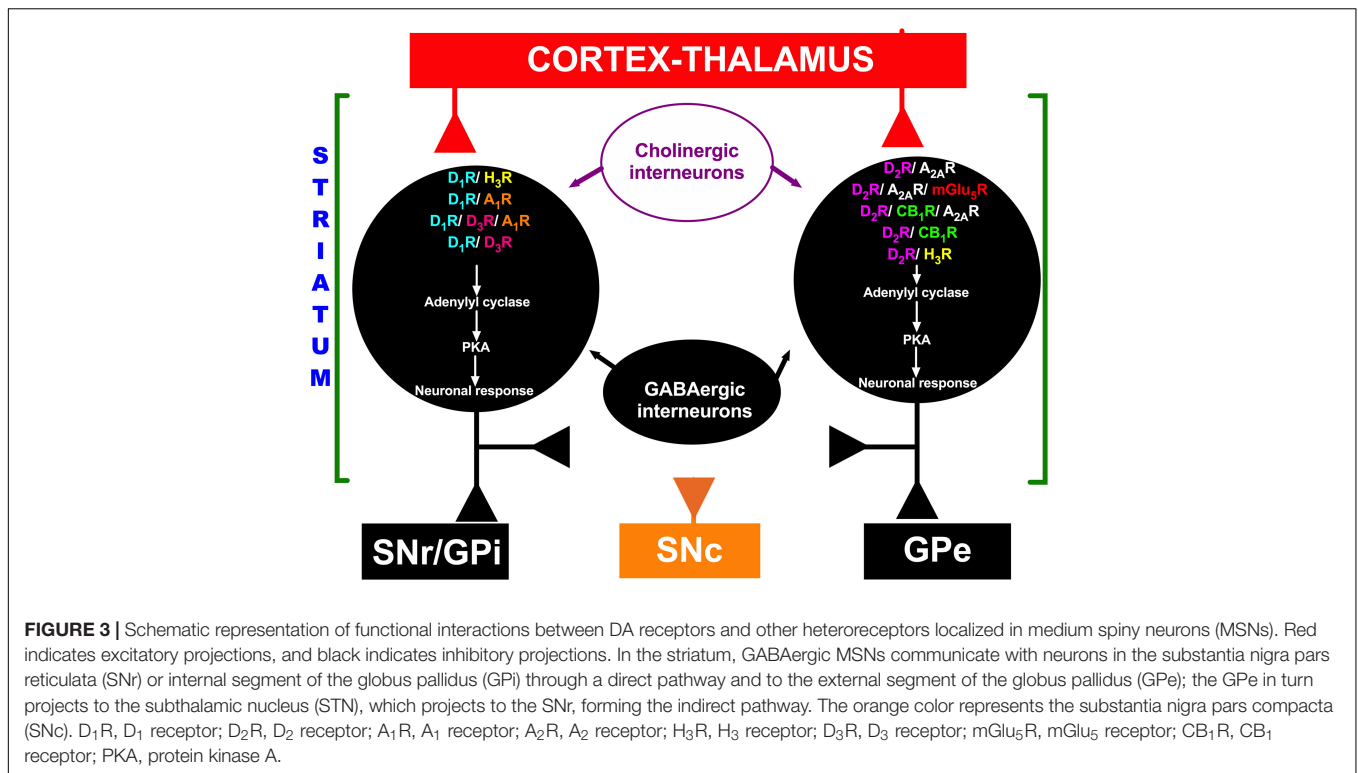 CORTEX-THALAMUS
STRIATUM
Cholinergic
interneurons
D₁R/ H₃R
D₁R/ A₁R
D₁R/ D₃R/ A₁R
D₁R/ D₃R
Adenylyl cyclase
PKA
Neuronal response
D₂R/ A₂AR
D₂R/ A₂AR/ mGlu₅R
D₂R/ CB₁R/ A₂AR
D₂R/ CB₁R
D₂R/ H₃R
Adenylyl cyclase
PKA
Neuronal response
GABAergic
interneurons
SNr/GPi
SNc
GPe
FIGURE 3 | Schematic representation of functional interactions between DA receptors and other heteroreceptors localized in medium spiny neurons (MSNs). Red
indicates excitatory projections, and black indicates inhibitory projections. In the striatum, GABAergic MSNs communicate with neurons in the substantia nigra pars
reticulata (SNr) or internal segment of the globus pallidus (GPi) through a direct pathway and to the external segment of the globus pallidus (GPe); the GPe in turn
projects to the subthalamic nucleus (STN), which projects to the SNr, forming the indirect pathway. The orange color represents the substantia nigra pars compacta
(SNc). D₁R, D₁ receptor; D₂R, D₂ receptor; A₁R, A₁ receptor; A₂R, A₂ receptor; H₃R, H₃ receptor; D₃R, D₃ receptor; mGlu₅R, mGlu₅ receptor; CB₁R, CB₁
receptor; PKA, protein kinase A.